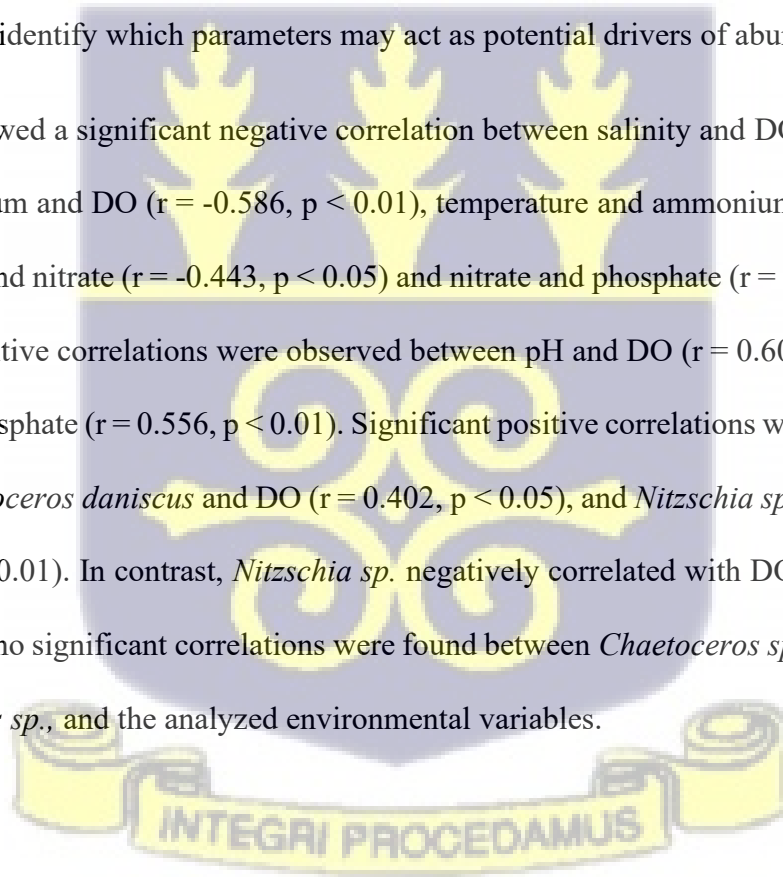 identify which parameters may act as potential drivers of abu
wed a significant negative correlation between salinity and DO
um and DO (r = -0.586, p < 0.01), temperature and ammonium
nd nitrate (r = -0.443, p < 0.05) and nitrate and phosphate (r =
tive correlations were observed between pH and DO (r = 0.60
sphate (r = 0.556, p < 0.01). Significant positive correlations w
oceros daniscus and DO (r = 0.402, p < 0.05), and Nitzschia sp
0.01). In contrast, Nitzschia sp. negatively correlated with DO
no significant correlations were found between Chaetoceros sp
sp., and the analyzed environmental variables.
INTEGRI PROCEDAMUS